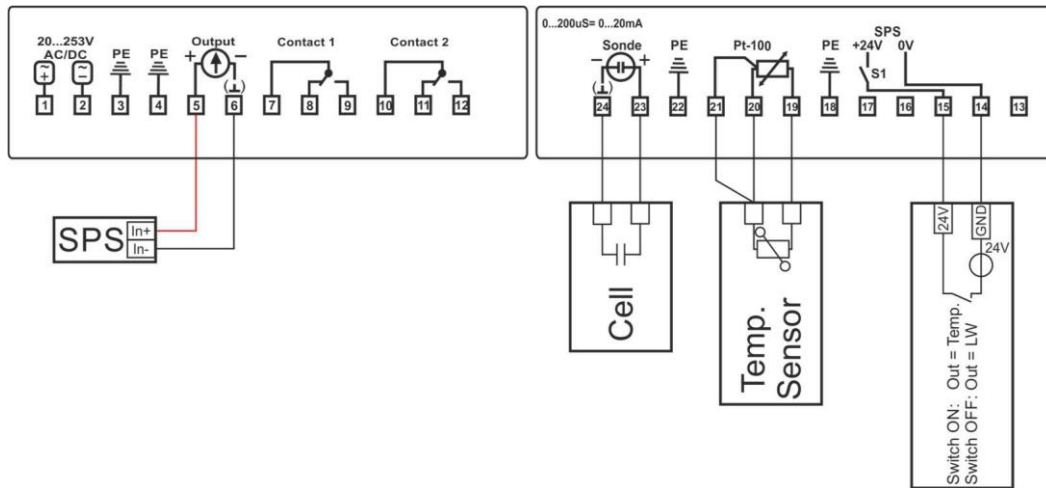 20...253V
AC/DC
PE
PE
Output
Contact 1
Contact 2
~
+
~
−
+
−
(⊥)
1
2
3
4
5
6
7
8
9
10
11
12
0...200uS= 0...20mA
Sonde
−
+
(⊥)
PE
Pt-100
PE
SPS
+24V
0V
S1
24
23
22
21
20
19
18
17
16
15
14
13
SPS
In+
In-
Cell
Temp.
Sensor
24V
GND
24V
Switch ON: Out = Temp.
Switch OFF: Out = LW